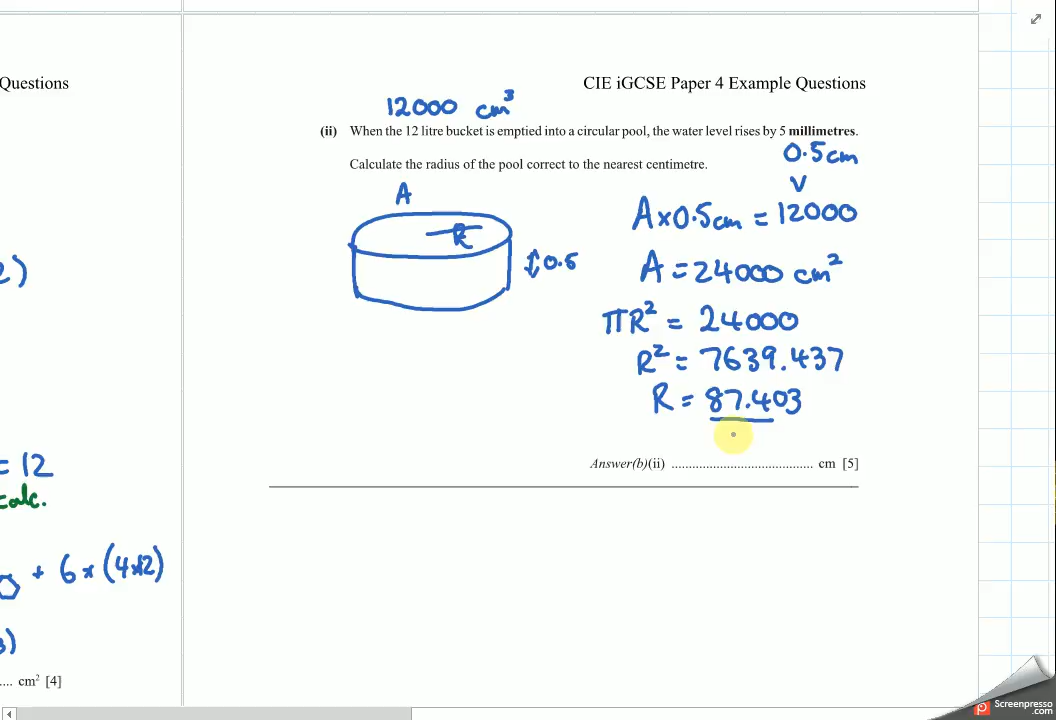 Questions
CIE iGCSE Paper 4 Example Questions
12000 cm³
(ii) When the 12 litre bucket is emptied into a circular pool, the water level rises by 5 millimetres.
0.5cm
Calculate the radius of the pool correct to the nearest centimetre.
A
V
R
A×0.5cm = 12000
0.5
A = 24000 cm²
2)
πR² = 24000
R² = 7639.437
R = 87.403
= 12
Answer(b)(ii) ......................................... cm [5]
calc.
+ 6 × (4×12)
.... cm² [4]
Screenpresso
.com